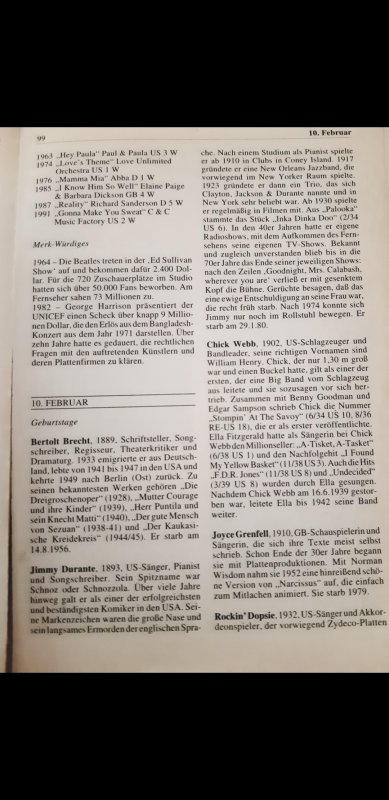 99
10. Februar
1963 „Hey Paula" Paul & Paula US 3 W
1974 „Love's Theme" Love Unlimited
Orchestra US 1 W
1976 „Mamma Mia" Abba D 1 W
1985 „I Know Him So Well" Elaine Paige
& Barbara Dickson GB 4 W
1987 „Reality" Richard Sanderson D 5 W
1991 „Gonna Make You Sweat" C & C
Music Factory US 2 W
Merk-Würdiges
1964 – Die Beatles treten in der ‚Ed Sullivan
Show' auf und bekommen dafür 2.400 Dol-
lar. Für die 720 Zuschauerplätze im Studio
hatten sich über 50.000 Fans beworben. Am
Fernseher sahen 73 Millionen zu.
1982 – George Harrison präsentiert der
UNICEF einen Scheck über knapp 9 Millio-
nen Dollar, die den Erlös aus dem Bangladesh-
Konzert aus dem Jahr 1971 darstellen. Über
zehn Jahre hatte es gedauert, die rechtlichen
Fragen mit den auftretenden Künstlern und
deren Plattenfirmen zu klären.
10. FEBRUAR
Geburtstage
Bertolt Brecht, 1889, Schriftsteller, Song-
schreiber, Regisseur, Theaterkritiker und
Dramaturg. 1933 emigrierte er aus Deutsch-
land, lebte von 1941 bis 1947 in den USA und
kehrte 1949 nach Berlin (Ost) zurück. Zu
seinen bekanntesten Werken gehören „Die
Dreigroschenoper" (1928), „Mutter Courage
und ihre Kinder" (1939), „Herr Puntila und
sein Knecht Matti" (1940), „Der gute Mensch
von Sezuan" (1938-41) und „Der Kaukasi-
sche Kreidekreis" (1944/45). Er starb am
14.8.1956.
Jimmy Durante, 1893, US-Sänger, Pianist
und Songschreiber. Sein Spitzname war
Schnoz oder Schnozzola. Über viele Jahre
hinweg galt er als einer der erfolgreichsten
und beständigsten Komiker in den USA. Sei-
ne Markenzeichen waren die große Nase und
sein langsames Ermorden der englischen Spra-
che. Nach einem Studium als Pianist spielte
er ab 1910 in Clubs in Coney Island. 1917
gründete er eine New Orleans Jazzband, die
vorwiegend im New Yorker Raum spielte.
1923 gründete er dann ein Trio, das sich
Clayton, Jackson & Durante nannte und in
New York sehr beliebt war. Ab 1930 spielte
er regelmäßig in Filmen mit. Aus „Palooka"
stammte das Stück „Inka Dinka Doo" (2/34
US 6). In den 40er Jahren hatte er eigene
Radioshows, mit dem Aufkommen des Fern-
sehens seine eigenen TV-Shows. Bekannt
und zugleich unverstanden blieb bis in die
70er Jahre das Ende seiner jeweiligen Shows:
nach den Zeilen ‚Goodnight, Mrs. Calabash,
wherever you are' verließ er mit gesenktem
Kopf die Bühne. Gerüchte besagen, daß das
eine ewige Entschuldigung an seine Frau war,
die recht früh starb. Nach 1974 konnte sich
Jimmy nur noch im Rollstuhl bewegen. Er
starb am 29.1.80.
Chick Webb, 1902, US-Schlagzeuger und
Bandleader, seine richtigen Vornamen sind
William Henry. Chick, der nur 1,30 m groß
war und einen Buckel hatte, gilt als einer der
ersten, der eine Big Band vom Schlagzeug
aus leitete und sie sozusagen vor sich her-
trieb. Zusammen mit Benny Goodman und
Edgar Sampson schrieb Chick die Nummer
„Stompin' At The Savoy" (6/34 US 10, 8/36
RE-US 18), die er als erster veröffentlichte.
Ella Fitzgerald hatte als Sängerin bei Chick
Webb den Millionseller: „A-Tisket, A-Tasket"
(6/38 US 1) und den Nachfolgehit „I Found
My Yellow Basket" (11/38 US 3). Auch die Hits
„F.D.R. Jones" (11/38 US 8) und „Undecided"
(3/39 US 8) wurden durch Ella gesungen.
Nachdem Chick Webb am 16.6.1939 gestor-
ben war, leitete Ella bis 1942 seine Band
weiter.
Joyce Grenfell, 1910, GB-Schauspielerin und
Sängerin, die sich ihre Texte meist selbst
schrieb. Schon Ende der 30er Jahre begann
sie mit Plattenproduktionen. Mit Norman
Wisdom nahm sie 1952 eine hinreißend schö-
ne Version von „Narcissus" auf, die einfach
zum Mitlachen animiert. Sie starb 1979.
Rockin' Dopsie, 1932, US-Sänger und Akkor-
deonspieler, der vorwiegend Zydeco-Platten